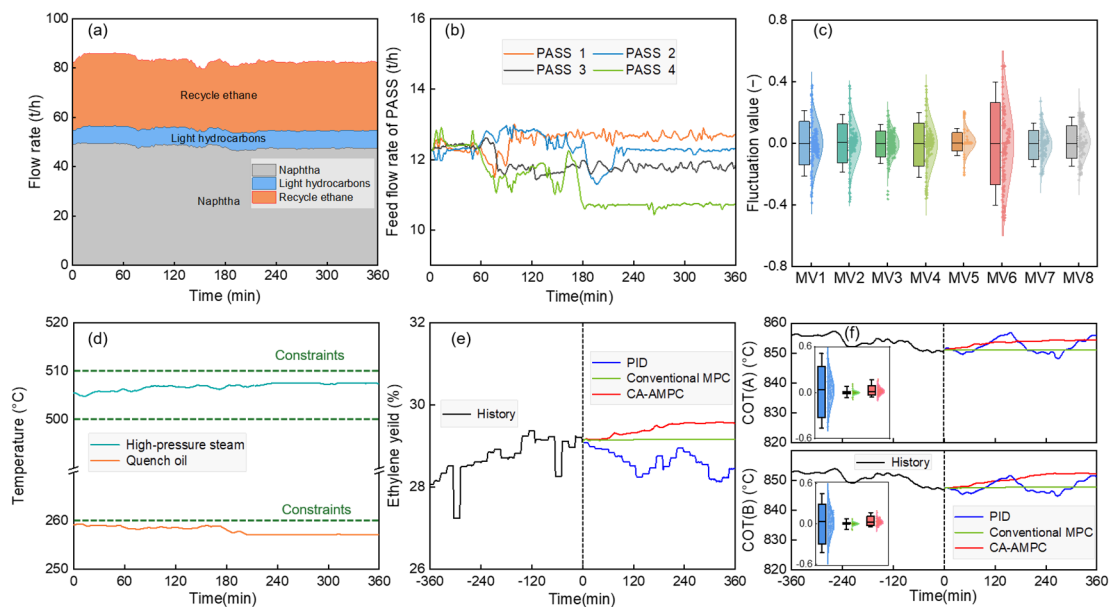 (a)
Flow rate (t/h)
100
80
60
40
20
0
Recycle ethane
Light hydrocarbons
Naphtha
Light hydrocarbons
Recycle ethane
Naphtha
0 60 120 180 240 300 360
Time (min)
(b)
Feed flow rate of PASS (t/h)
16
14
12
11
9
PASS 1 PASS 2
PASS 3 PASS 4
0 60 120 180 240 300 360
Time(min)
(c)
Fluctuation value (−)
0.8
0.4
0.0
-0.4
-0.8
MV1 MV2 MV3 MV4 MV5 MV6 MV7 MV8
(d)
Temperature (°C)
520
510
500
260
250
Constraints
High-pressure steam
Quench oil
Constraints
0 60 120 180 240 300 360
Time (min)
(e)
Ethylene yeild (%)
32
31
29
28
26
PID
Conventional MPC
CA-AMPC
History
-360 -240 -120 0 120 240 360
Time(min)
(f)
COT(A) (°C)
860
850
840
830
820
0.6
0.0
-0.6
COT(B) (°C)
860
850
840
830
820
History
0.6
0.0
-0.6
PID
Conventional MPC
CA-AMPC
-360 -240 -120 0 120 240 360
Time(min)